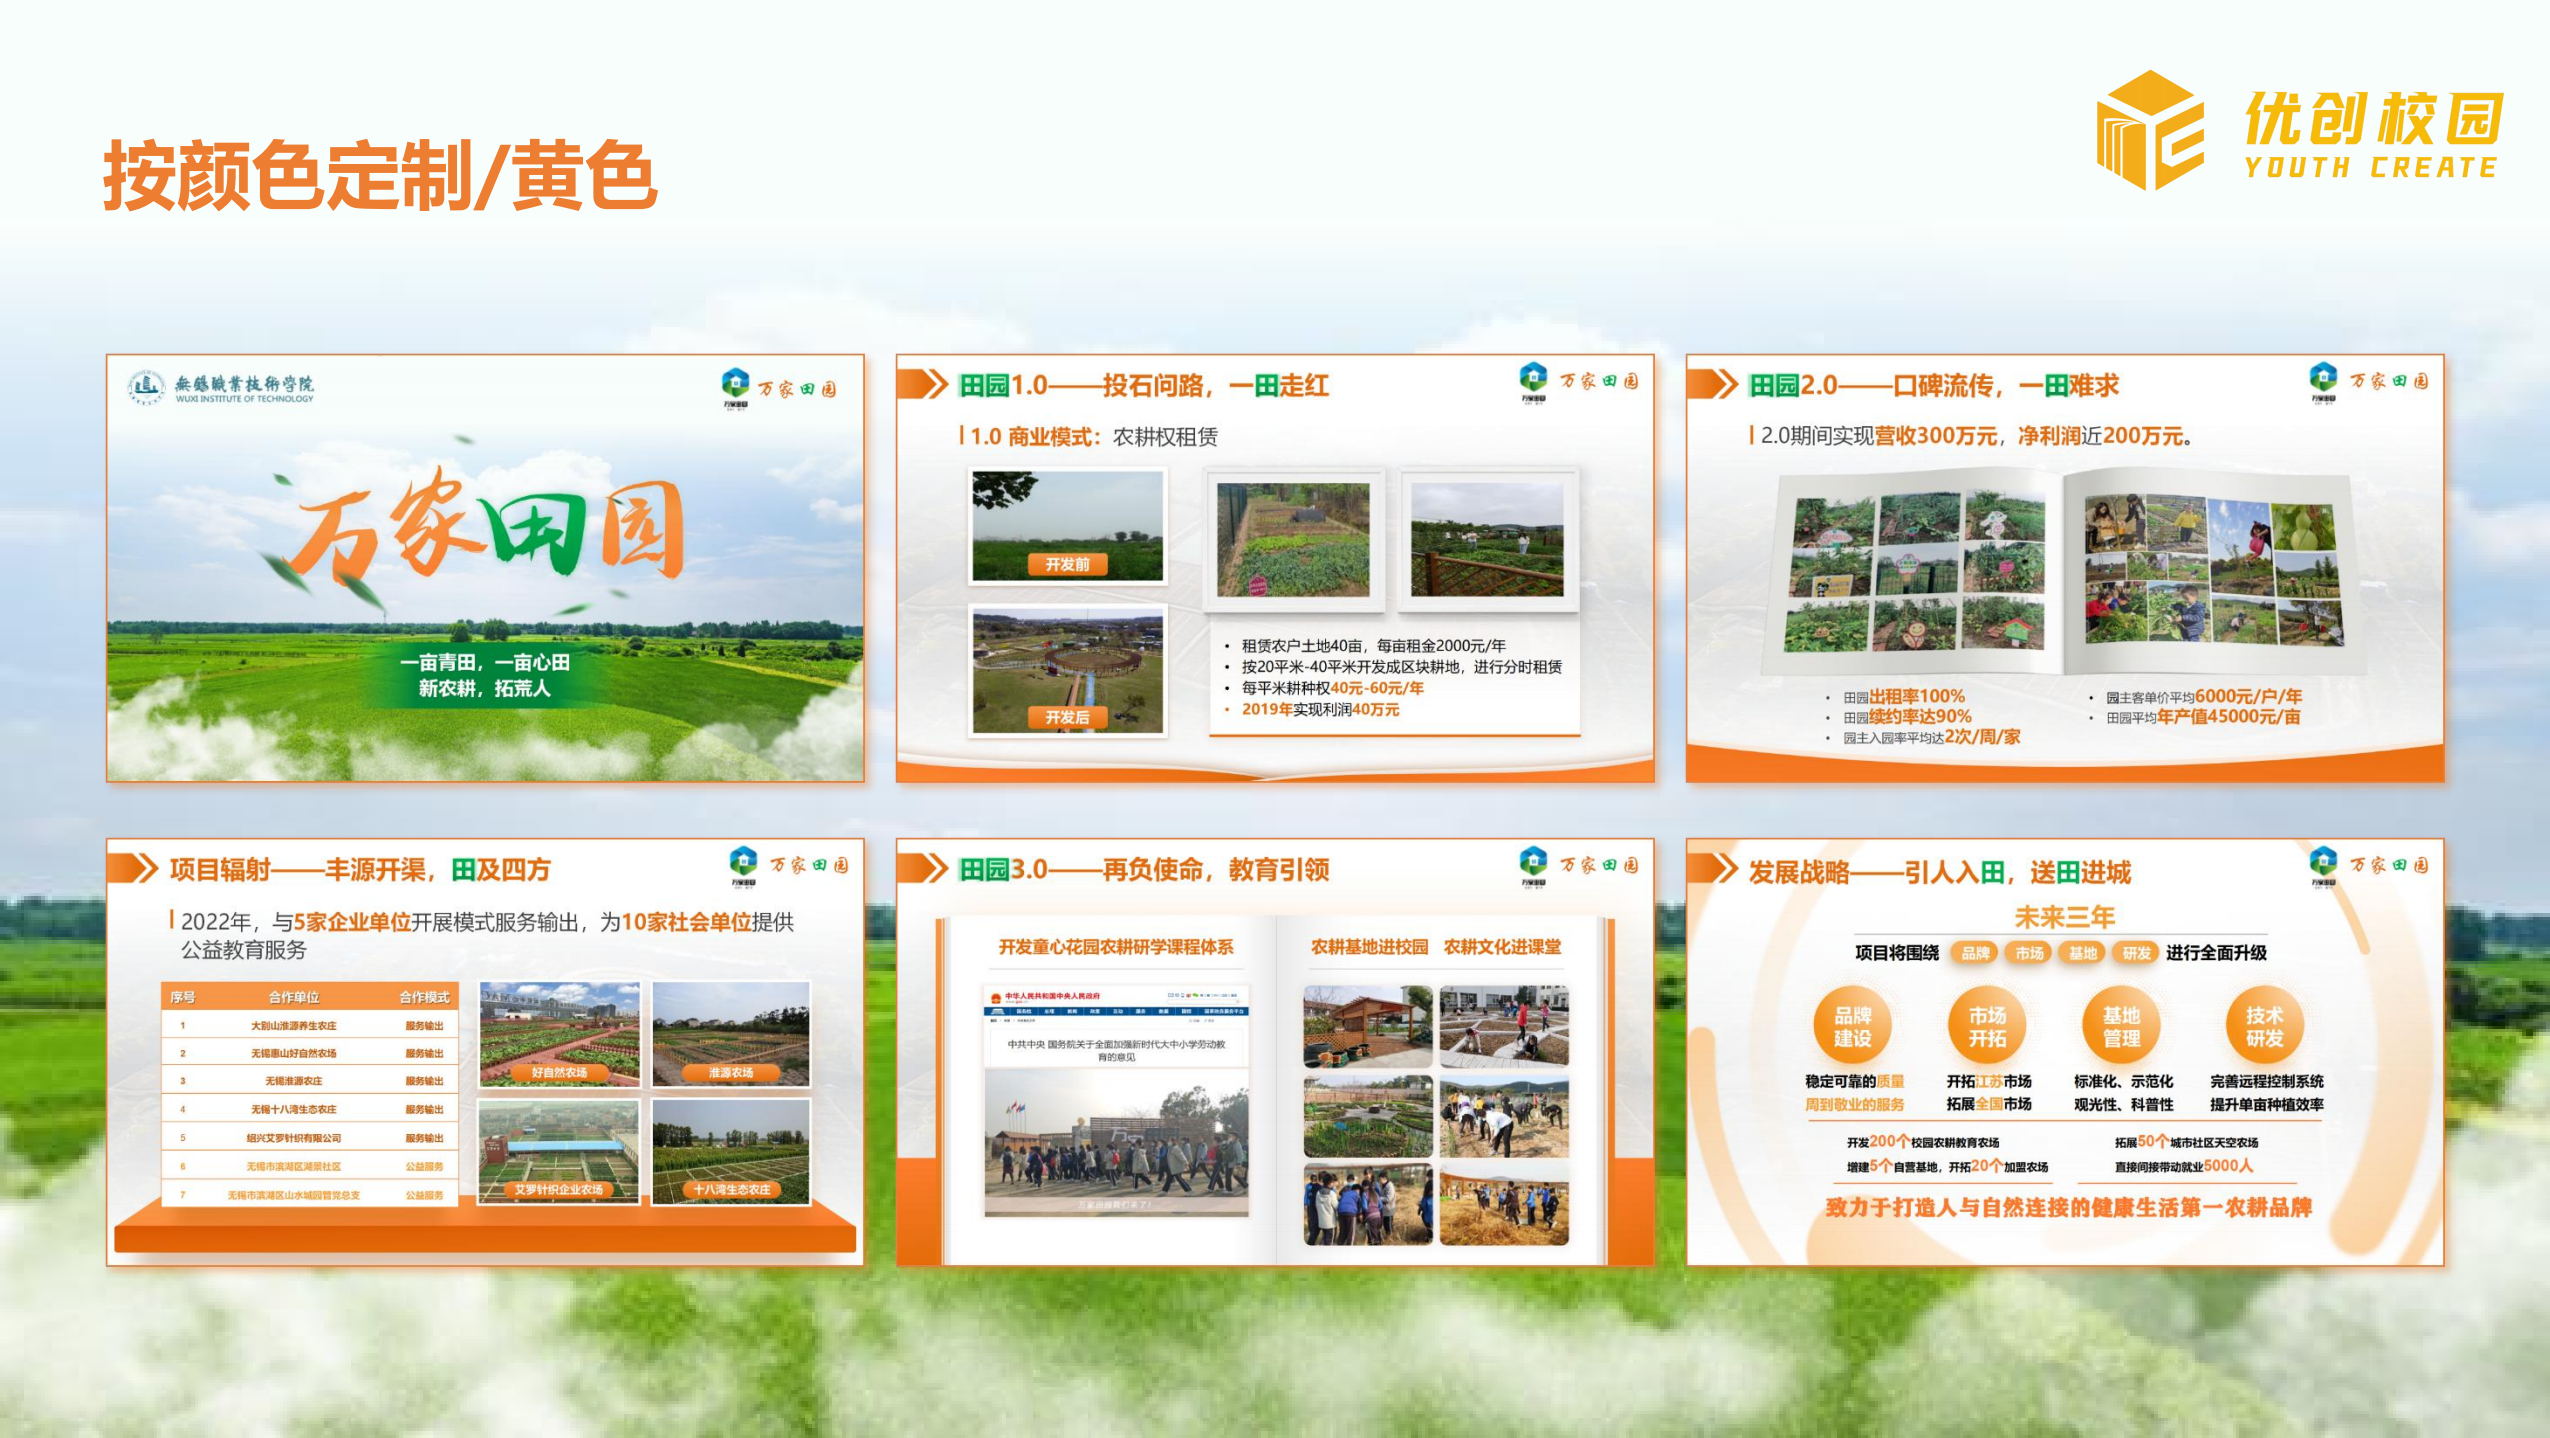 按颜色定制/黄色
优创校园
YOUTH CREATE
無錫職業技術学院
WUXI INSTITUTE OF TECHNOLOGY
万家田园
万家田园
一亩青田，一亩心田
新农耕，拓荒人
田园1.0——投石问路，一田走红
万家田园
1.0 商业模式：农耕权租赁
开发前
开发后
• 租赁农户土地40亩，每亩租金2000元/年
• 按20平米-40平米开发成区块耕地，进行分时租赁
• 每平米耕种权40元-60元/年
• 2019年实现利润40万元
田园2.0——口碑流传，一田难求
万家田园
2.0期间实现营收300万元，净利润近200万元。
• 田园出租率100%
• 田园续约率达90%
• 园主入园率平均达2次/周/家
• 园主客单价平均6000元/户/年
• 田园平均年产值45000元/亩
项目辐射——丰源开渠，田及四方
万家田园
2022年，与5家企业单位开展模式服务输出，为10家社会单位提供
公益教育服务
序号 合作单位 合作模式
1 大别山淮源养生农庄 服务输出
2 无锡惠山好自然农场 服务输出
3 无锡淮源农庄 服务输出
4 无锡十八湾生态农庄 服务输出
5 绍兴艾罗针织有限公司 服务输出
6 无锡市滨湖区湖景社区 公益服务
7 无锡市滨湖区山水城园管党总支 公益服务
好自然农场
淮源农场
艾罗针织企业农场
十八湾生态农庄
田园3.0——再负使命，教育引领
万家田园
开发童心花园农耕研学课程体系
中华人民共和国中央人民政府
中共中央 国务院关于全面加强新时代大中小学劳动教
育的意见
万家田园我们来了！
农耕基地进校园 农耕文化进课堂
发展战略——引人入田，送田进城
万家田园
未来三年
项目将围绕 品牌 市场 基地 研发 进行全面升级
品牌
建设
市场
开拓
基地
管理
技术
研发
稳定可靠的质量
周到敬业的服务
开拓江苏市场
拓展全国市场
标准化、示范化
观光性、科普性
完善远程控制系统
提升单亩种植效率
开发200个校园农耕教育农场
增建5个自营基地，开拓20个加盟农场
拓展50个城市社区天空农场
直接间接带动就业5000人
致力于打造人与自然连接的健康生活第一农耕品牌